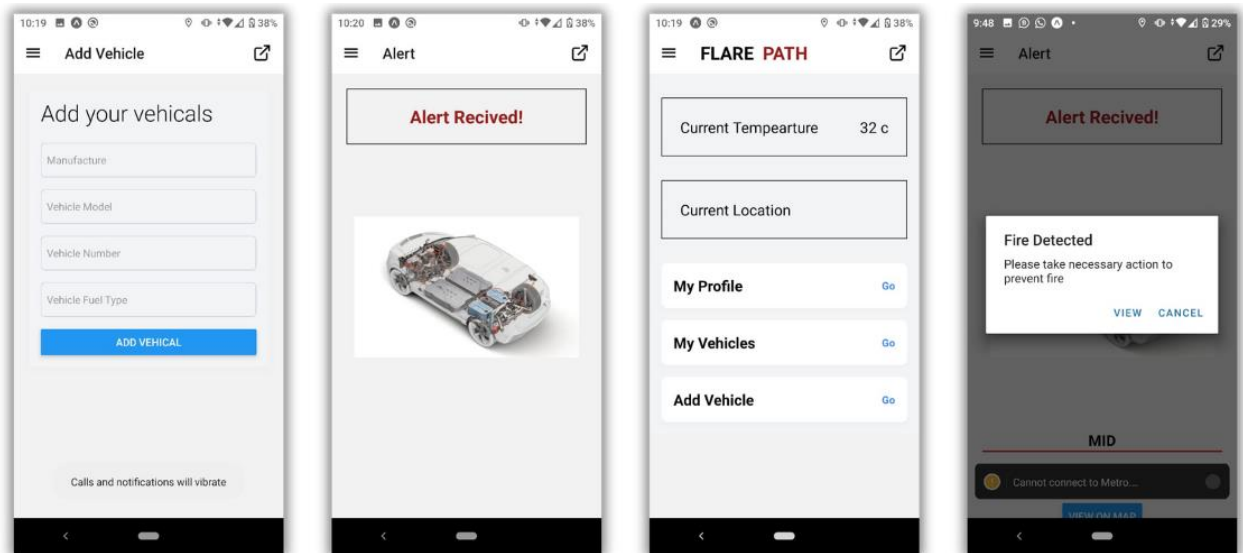 10:19 38%
Add Vehicle
Add your vehicals
Manufacture
Vehicle Model
Vehicle Number
Vehicle Fuel Type
ADD VEHICAL
Calls and notifications will vibrate
10:20 38%
Alert
Alert Recived!
10:19 38%
FLARE PATH
Current Tempearture 32 c
Current Location
My Profile Go
My Vehicles Go
Add Vehicle Go
9:48 29%
Alert
Alert Recived!
Fire Detected
Please take necessary action to
prevent fire
VIEW CANCEL
MID
Cannot connect to Metro...
VIEW ON MAP